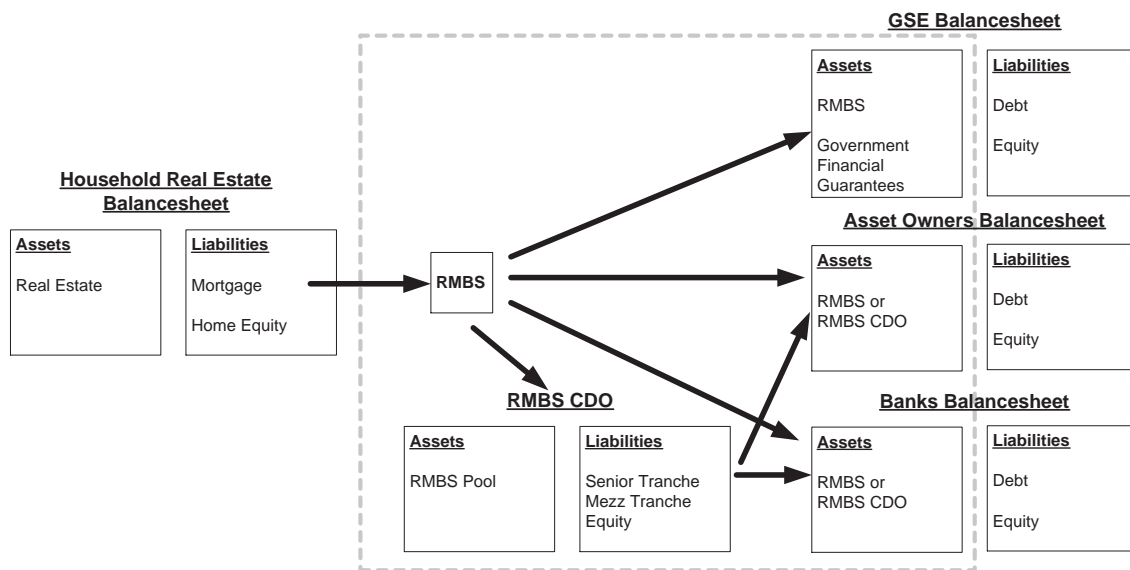 GSE Balancesheet
Assets
RMBS
Government
Financial
Guarantees
Liabilities
Debt
Equity
Household Real Estate
Balancesheet
Assets
Real Estate
Liabilities
Mortgage
Home Equity
RMBS
Asset Owners Balancesheet
Assets
RMBS or
RMBS CDO
Liabilities
Debt
Equity
RMBS CDO
Assets
RMBS Pool
Liabilities
Senior Tranche
Mezz Tranche
Equity
Banks Balancesheet
Assets
RMBS or
RMBS CDO
Liabilities
Debt
Equity